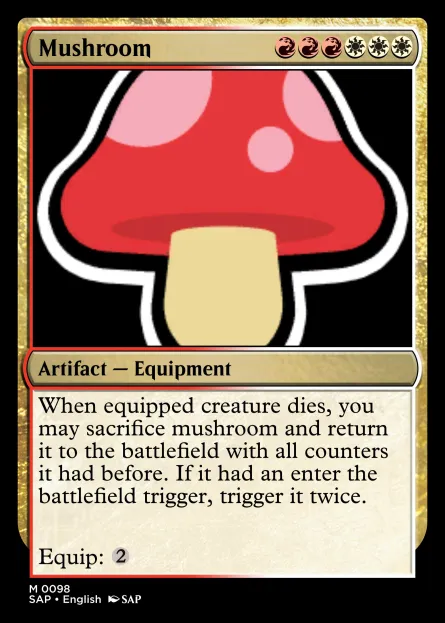 Mushroom
Artifact — Equipment
When equipped creature dies, you
may sacrifice mushroom and return
it to the battlefield with all counters
it had before. If it had an enter the
battlefield trigger, trigger it twice.
Equip: 2
M 0098
SAP • English SAP